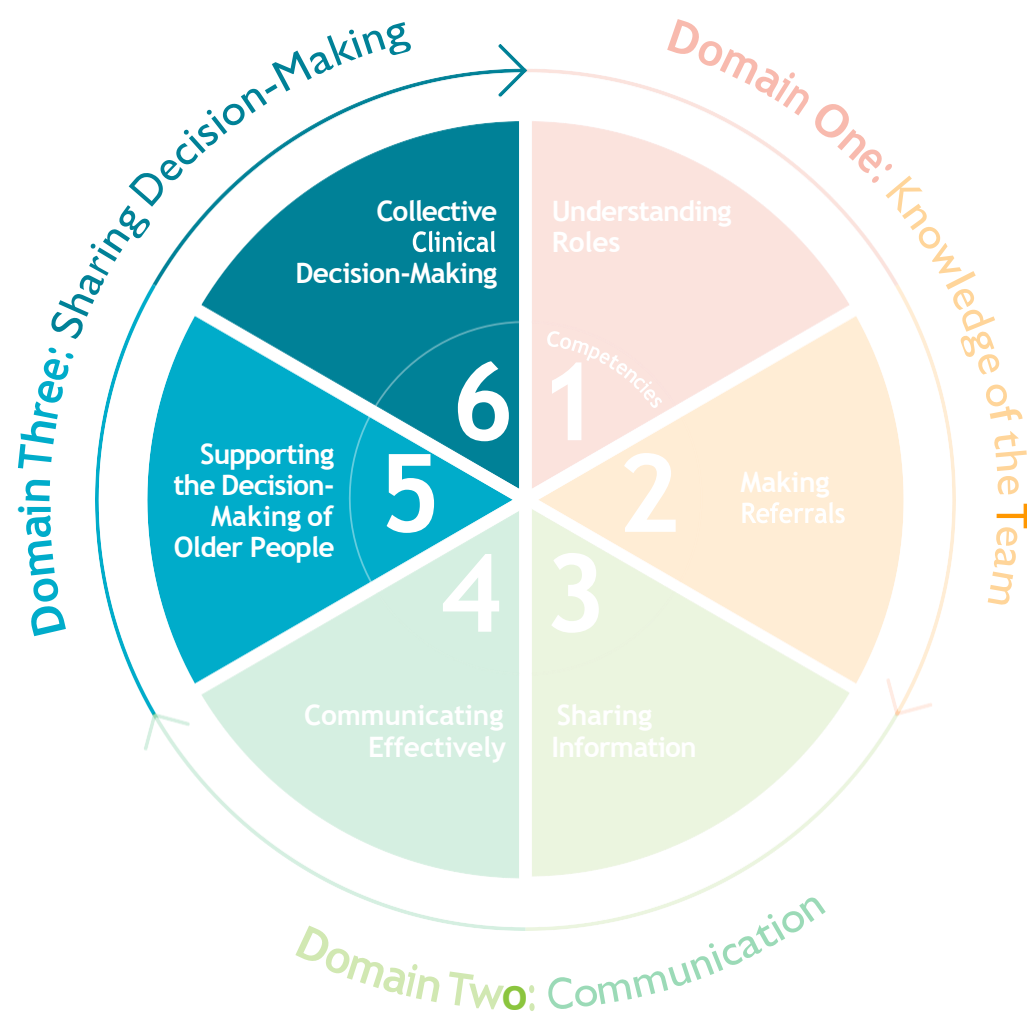 Domain One: Knowledge of the Team
Understanding
Roles
Competencies
1
2
Making
Referrals
3
Sharing
Information
Domain Two: Communication
4
Communicating
Effectively
Domain Three: Sharing Decision-Making
5
Supporting
the Decision-
Making of
Older People
6
Collective
Clinical
Decision-Making